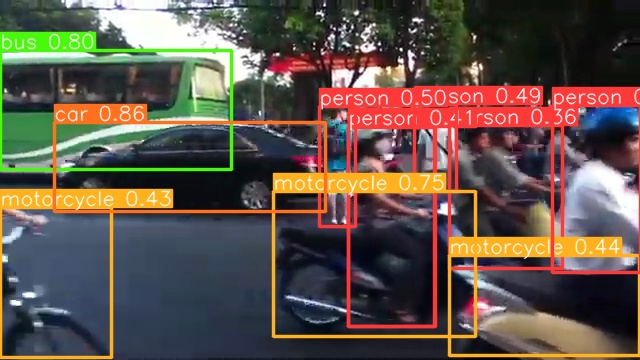 bus 0.80
person 0.50
son 0.49
person 0
car 0.86
person 0.41
rson 0.36
motorcycle 0.75
motorcycle 0.43
motorcycle 0.44